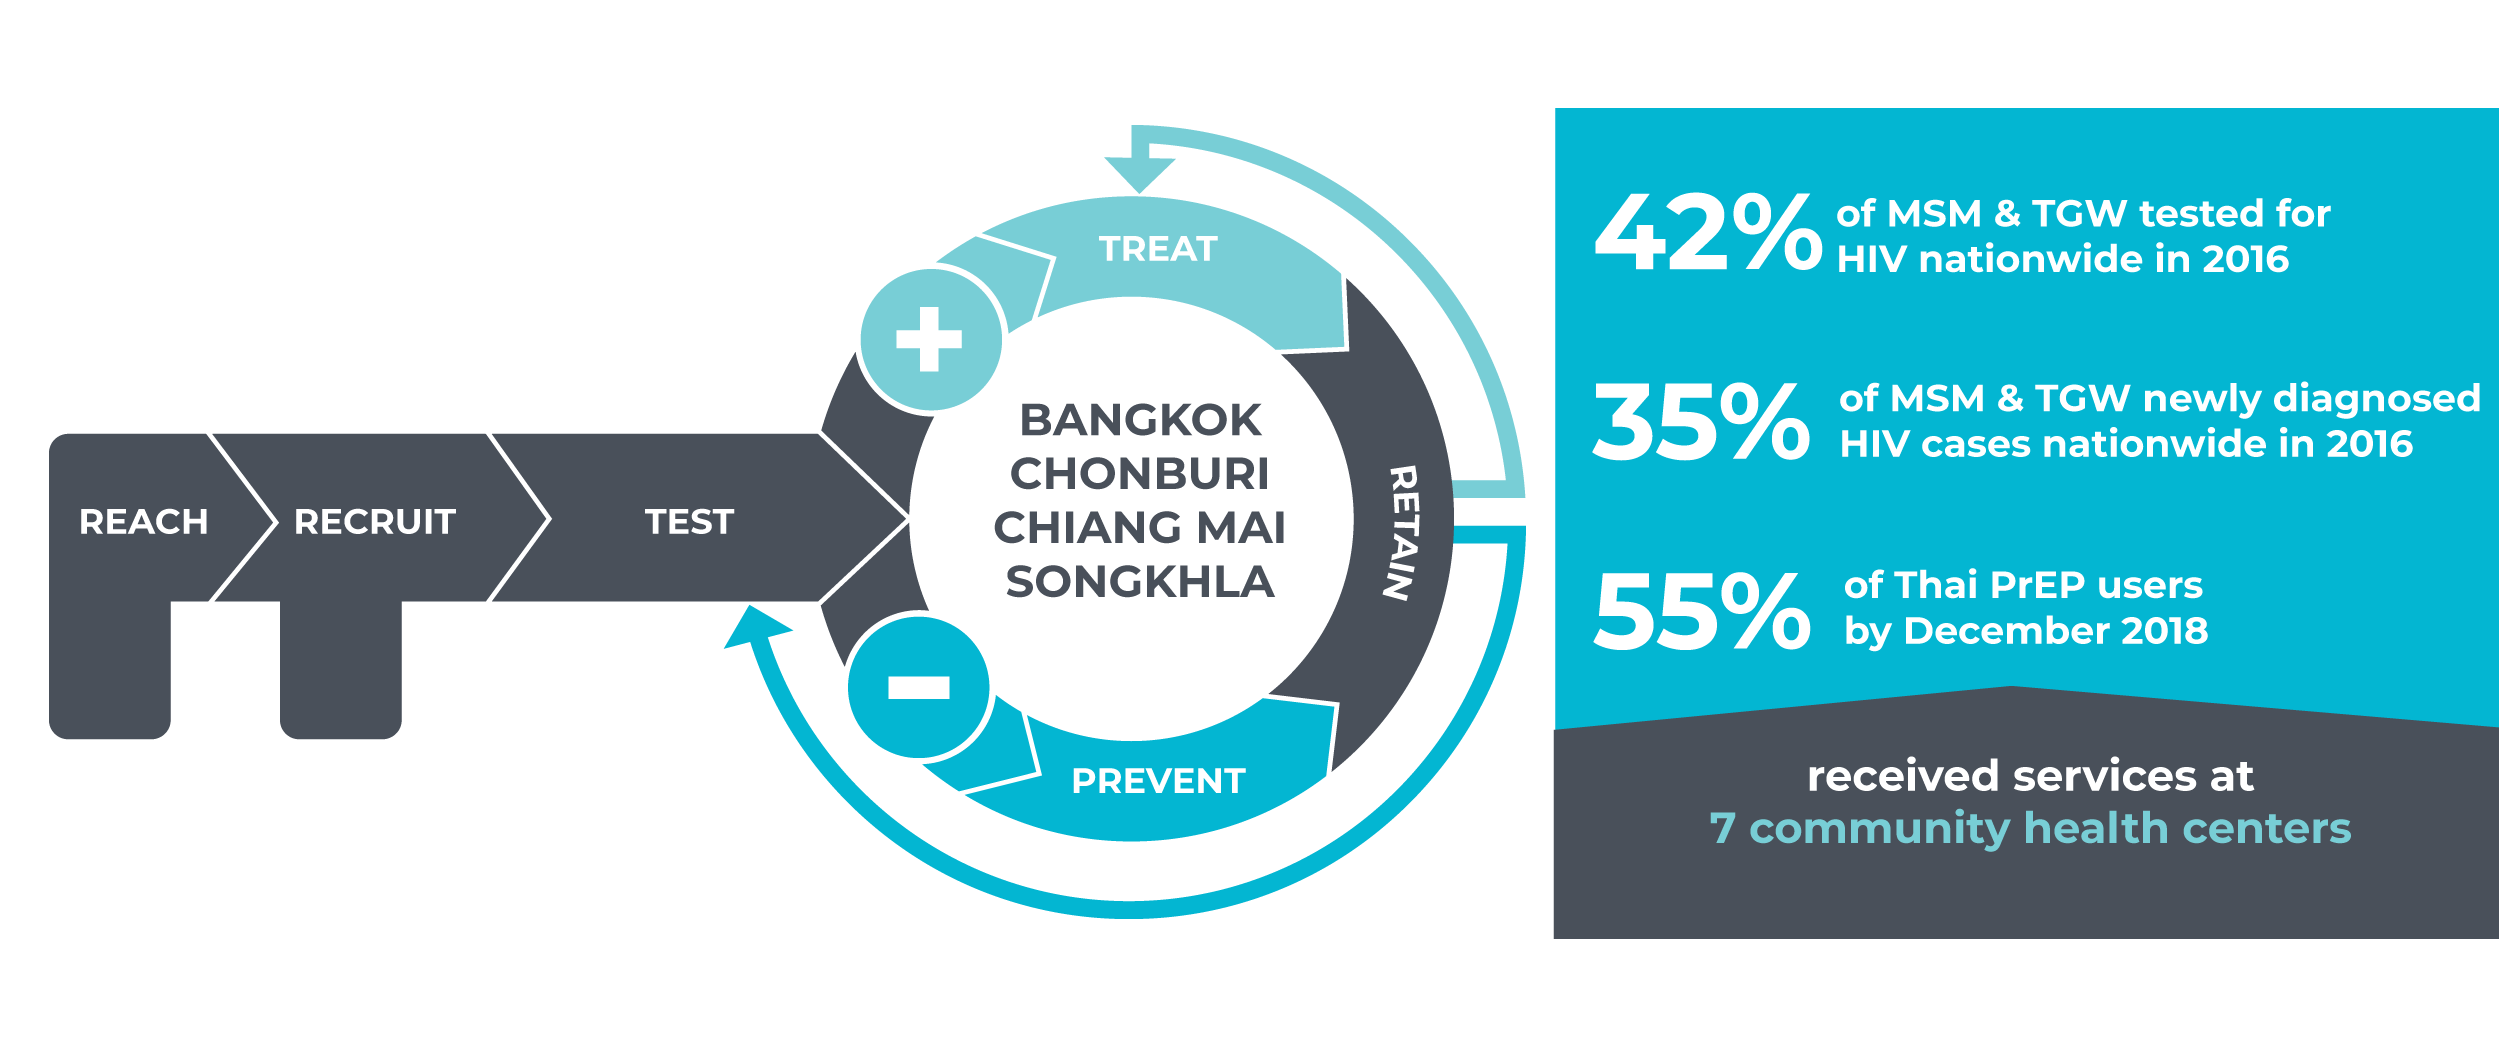 REACH
RECRUIT
TEST
+
TREAT
RETAIN
BANGKOK
CHONBURI
CHIANG MAI
SONGKHLA
−
PREVENT
42%
of MSM & TGW tested for
HIV nationwide in 2016
35%
of MSM & TGW newly diagnosed
HIV cases nationwide in 2016
55%
of Thai PrEP users
by December 2018
received services at
7 community health centers